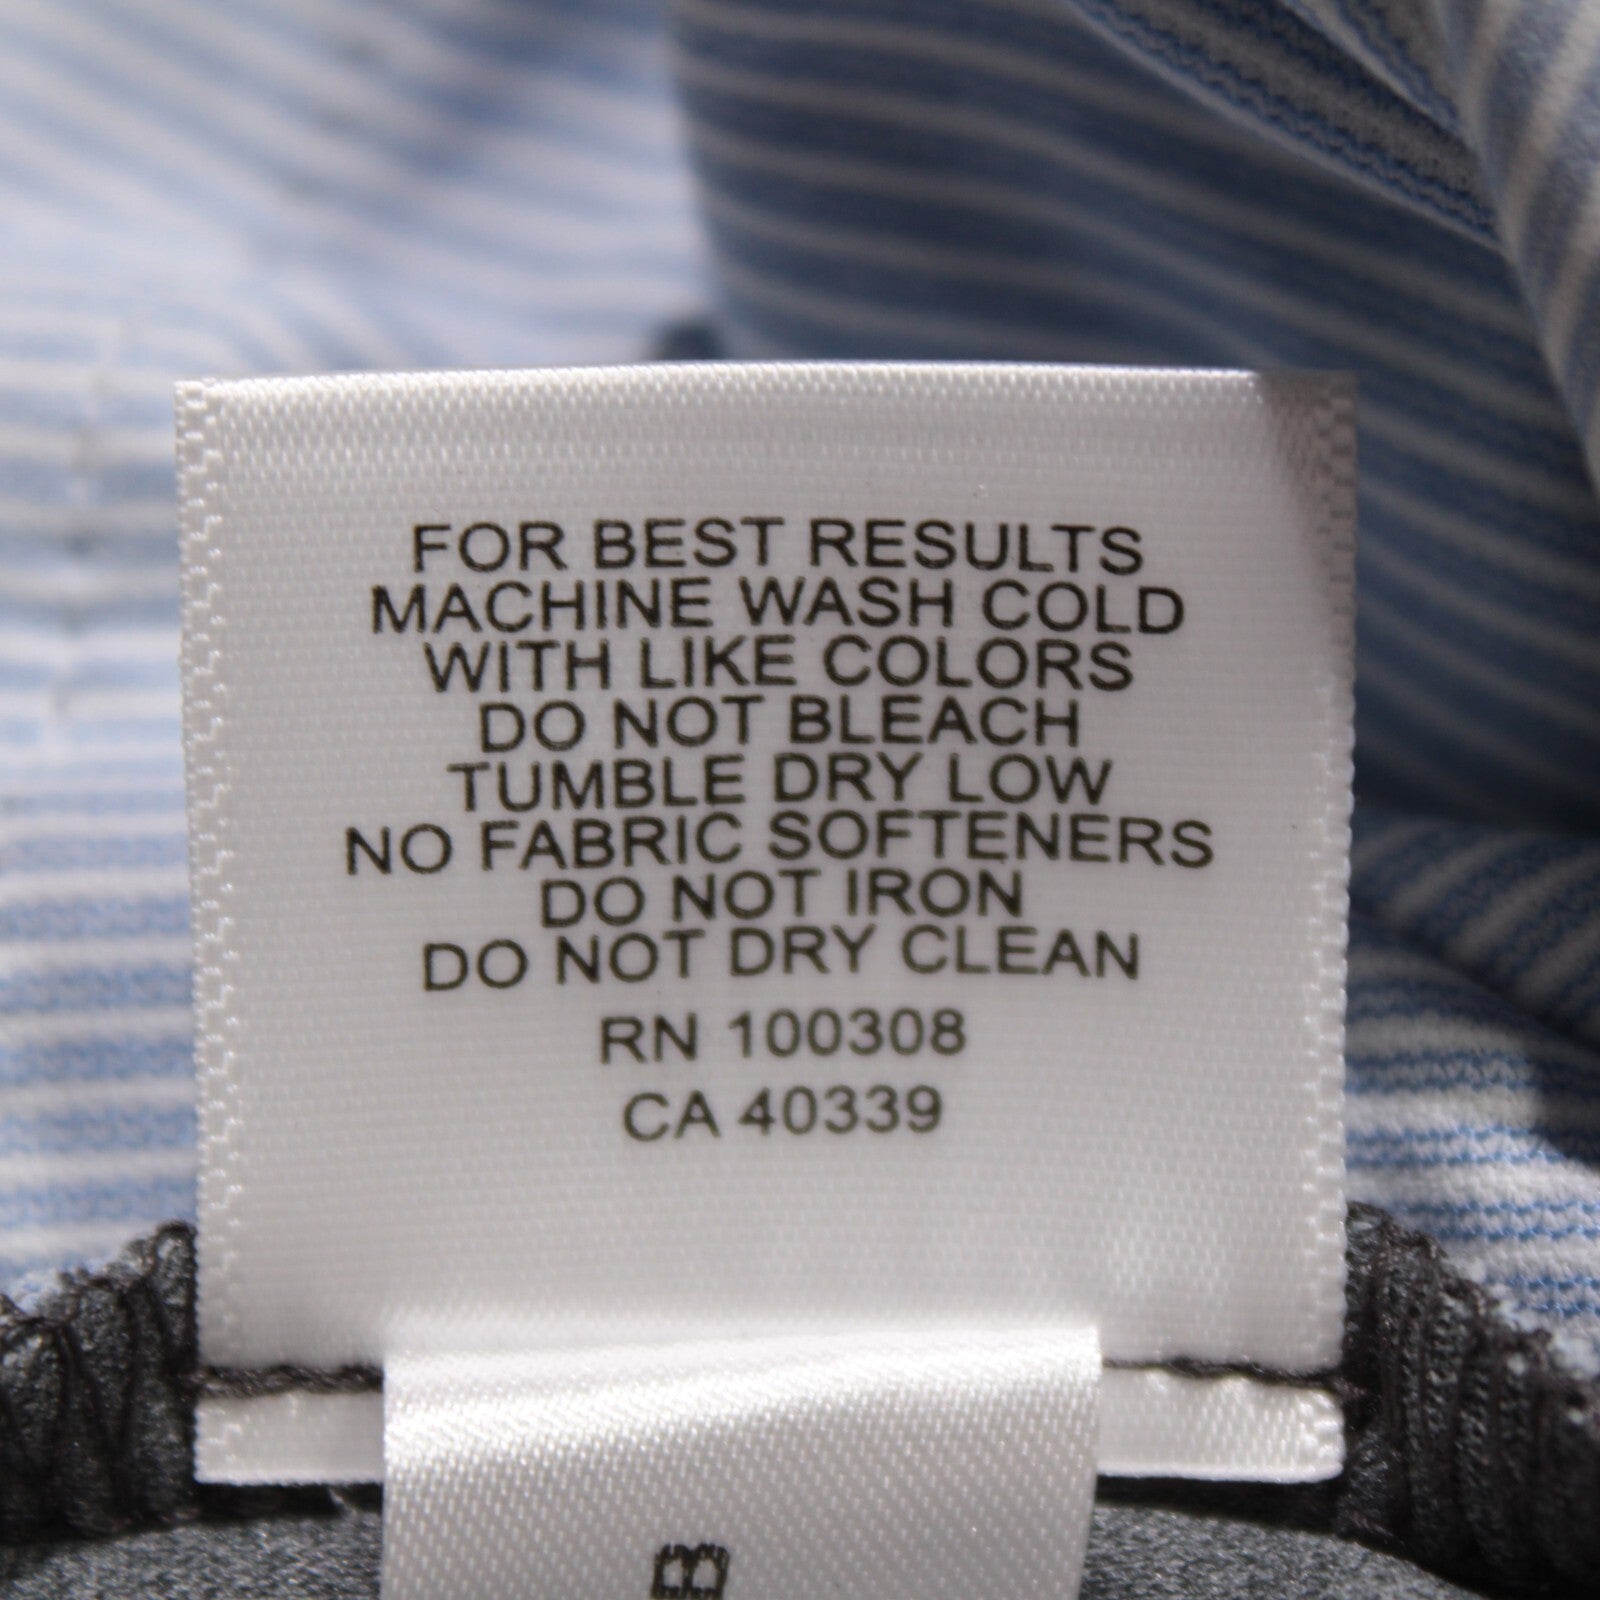 FOR BEST RESULTS
MACHINE WASH COLD
WITH LIKE COLORS
DO NOT BLEACH
TUMBLE DRY LOW
NO FABRIC SOFTENERS
DO NOT IRON
DO NOT DRY CLEAN
RN 100308
CA 40339